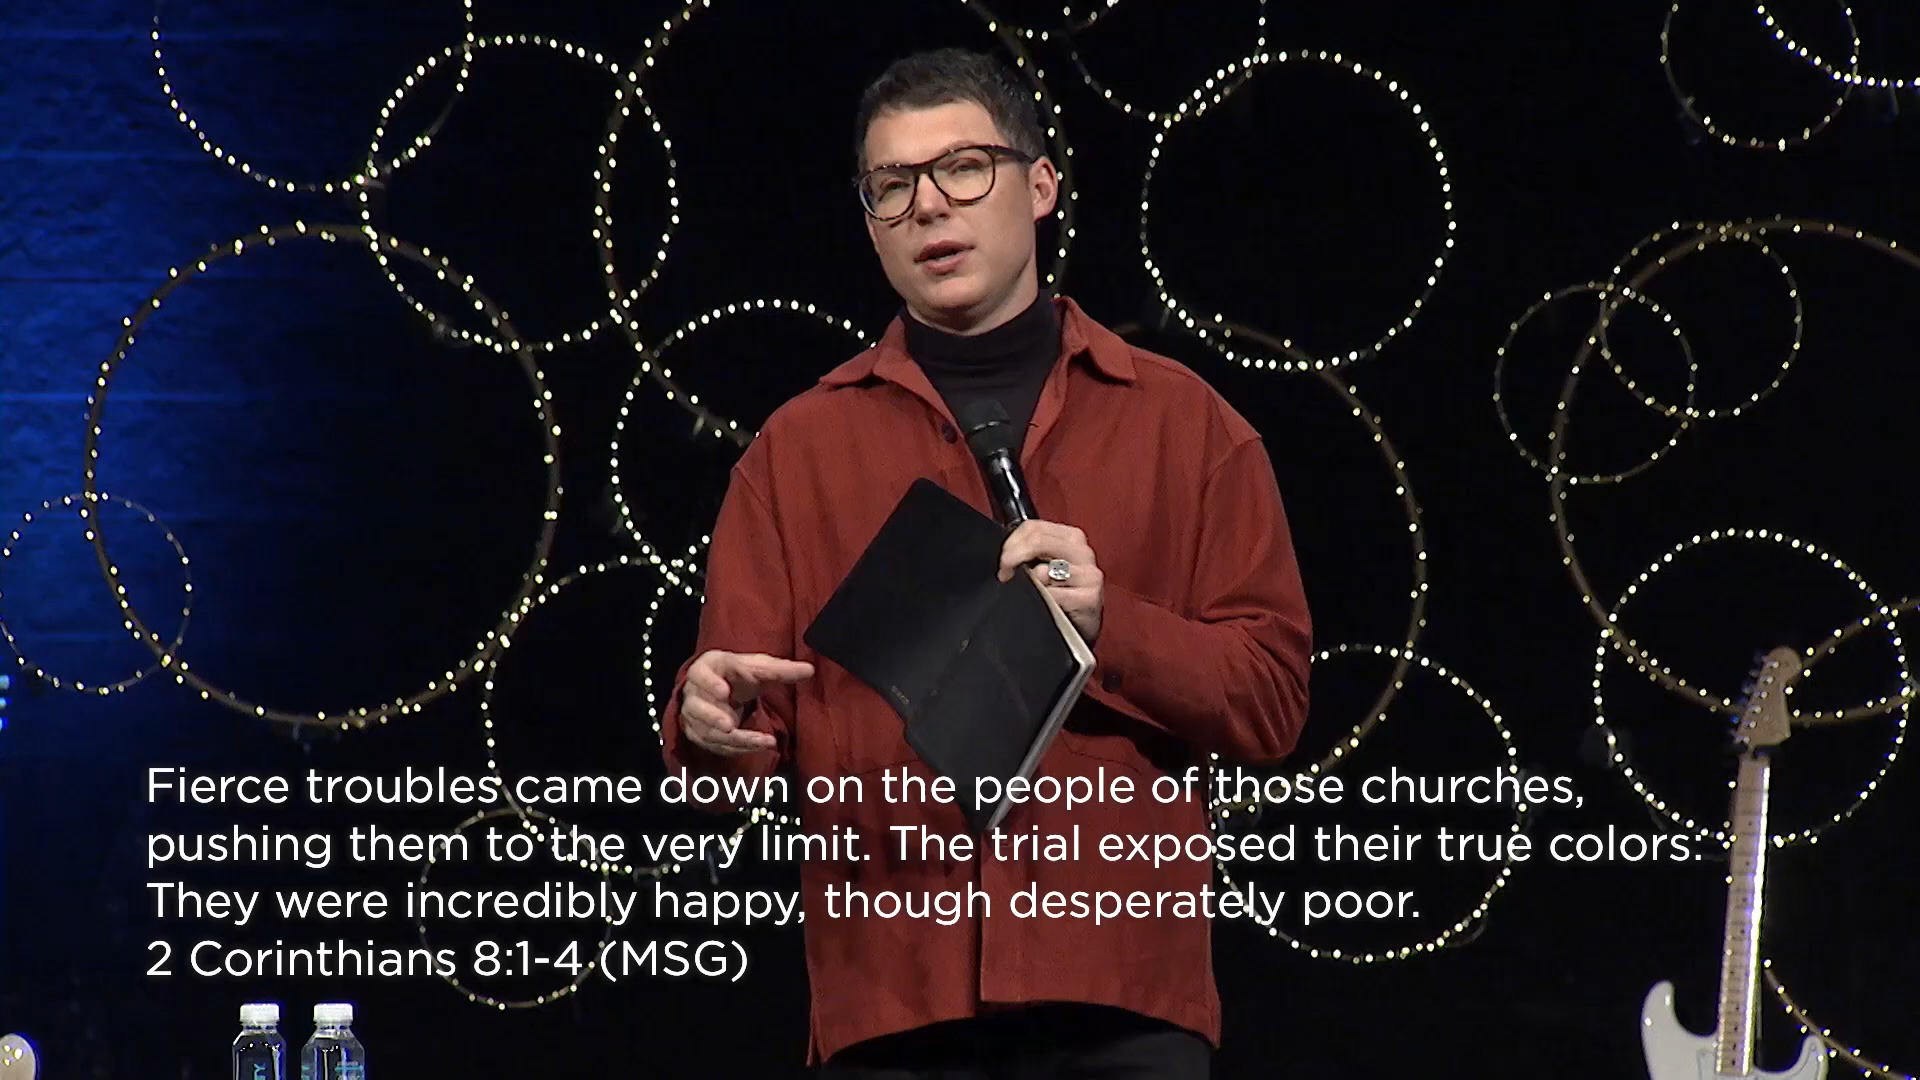 Fierce troubles came down on the people of those churches,
pushing them to the very limit. The trial exposed their true colors:
They were incredibly happy, though desperately poor.
2 Corinthians 8:1-4 (MSG)